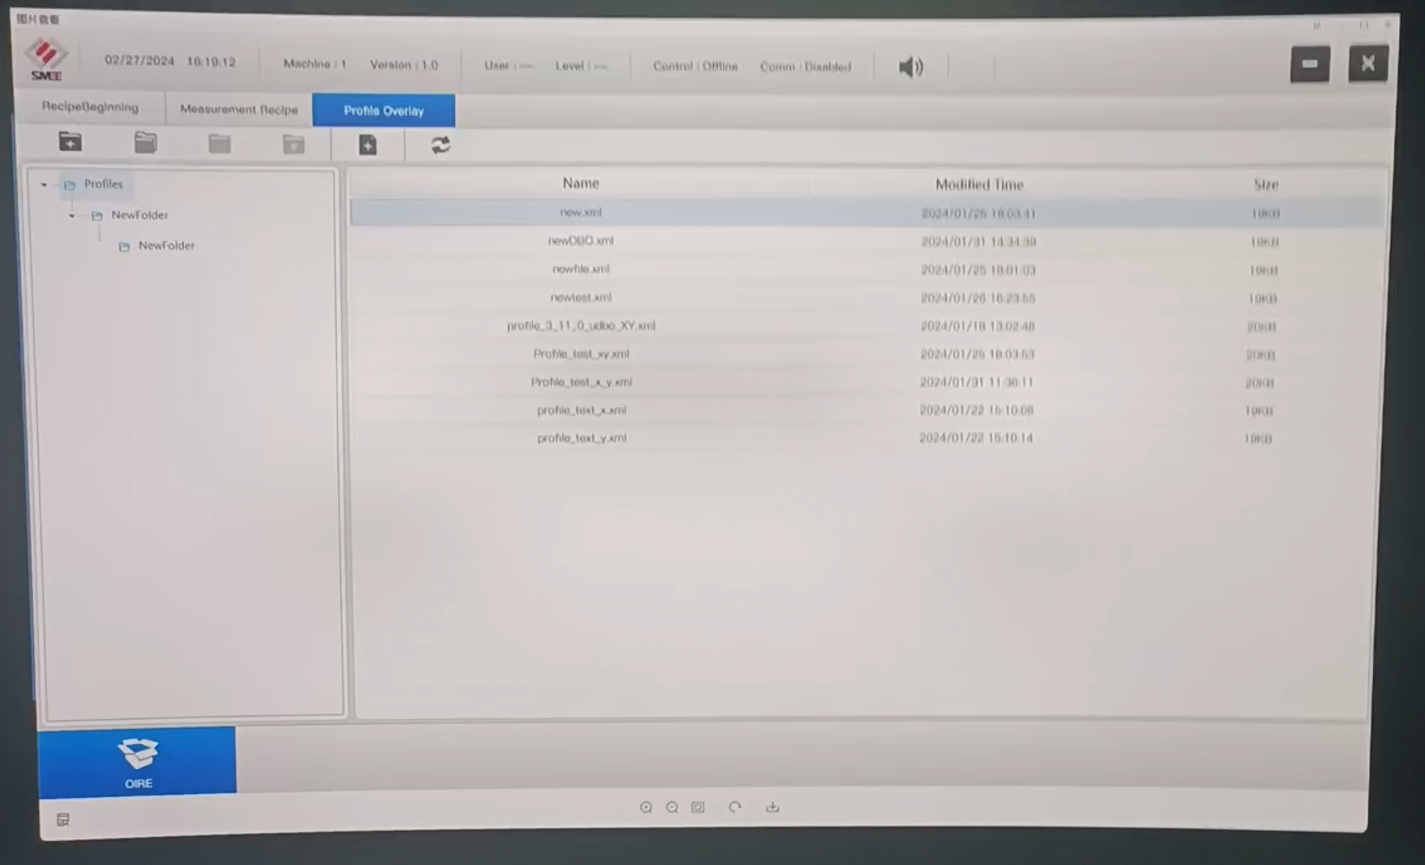 图片查看
SMEE
02/27/2024 16:19:12 Machine : 1 Version : 1.0 User : -- Level : -- Control : Offline Comm : Disabled
RecipeBeginning Measurement Recipe Profile Overlay
Profiles
NewFolder
NewFolder
Name Modified Time Size
new.xml 2024/01/25 18:03:41 19KB
newDBO.xml 2024/01/31 14:34:39 19KB
newfile.xml 2024/01/25 18:01:03 19KB
newtest.xml 2024/01/26 16:23:55 19KB
profile_3_11_0_udbo_XY.xml 2024/01/18 13:02:48 20KB
Profile_test_xy.xml 2024/01/25 18:03:53 20KB
Profile_test_x_y.xml 2024/01/31 11:36:11 20KB
profile_text_x.xml 2024/01/22 15:10:08 19KB
profile_text_y.xml 2024/01/22 15:10:14 19KB
OIRE